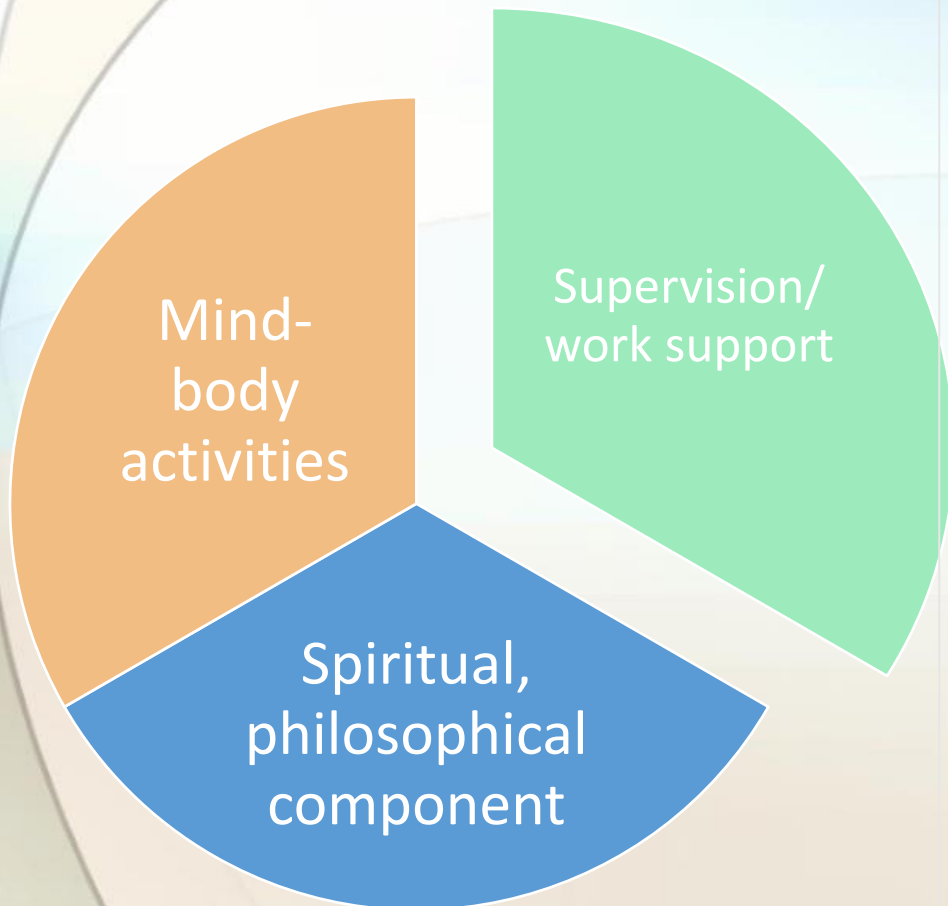 Mind-
body
activities
Supervision/
work support
Spiritual,
philosophical
component